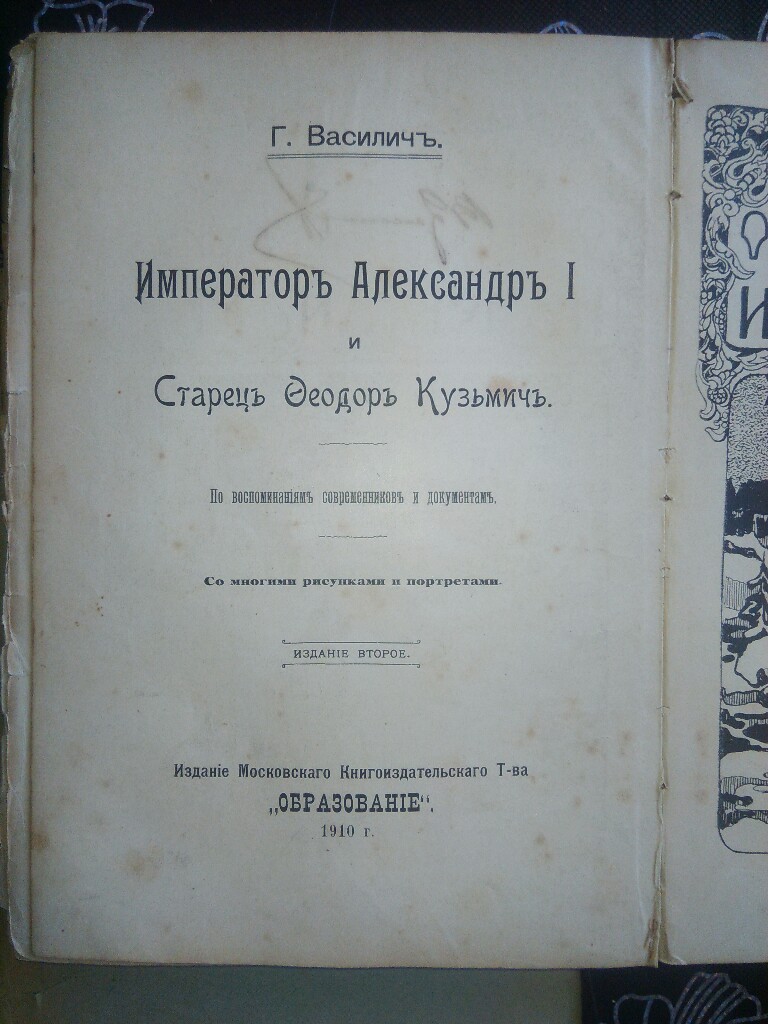 Г. Василичъ.
Императоръ Александръ I
и
Старецъ Ѳеодоръ Кузьмичъ.
По воспоминаніямъ современниковъ и документамъ.
Со многими рисунками и портретами.
ИЗДАНІЕ ВТОРОЕ.
Изданіе Московскаго Книгоиздательскаго Т-ва
„ОБРАЗОВАНІЕ“.
1910 г.